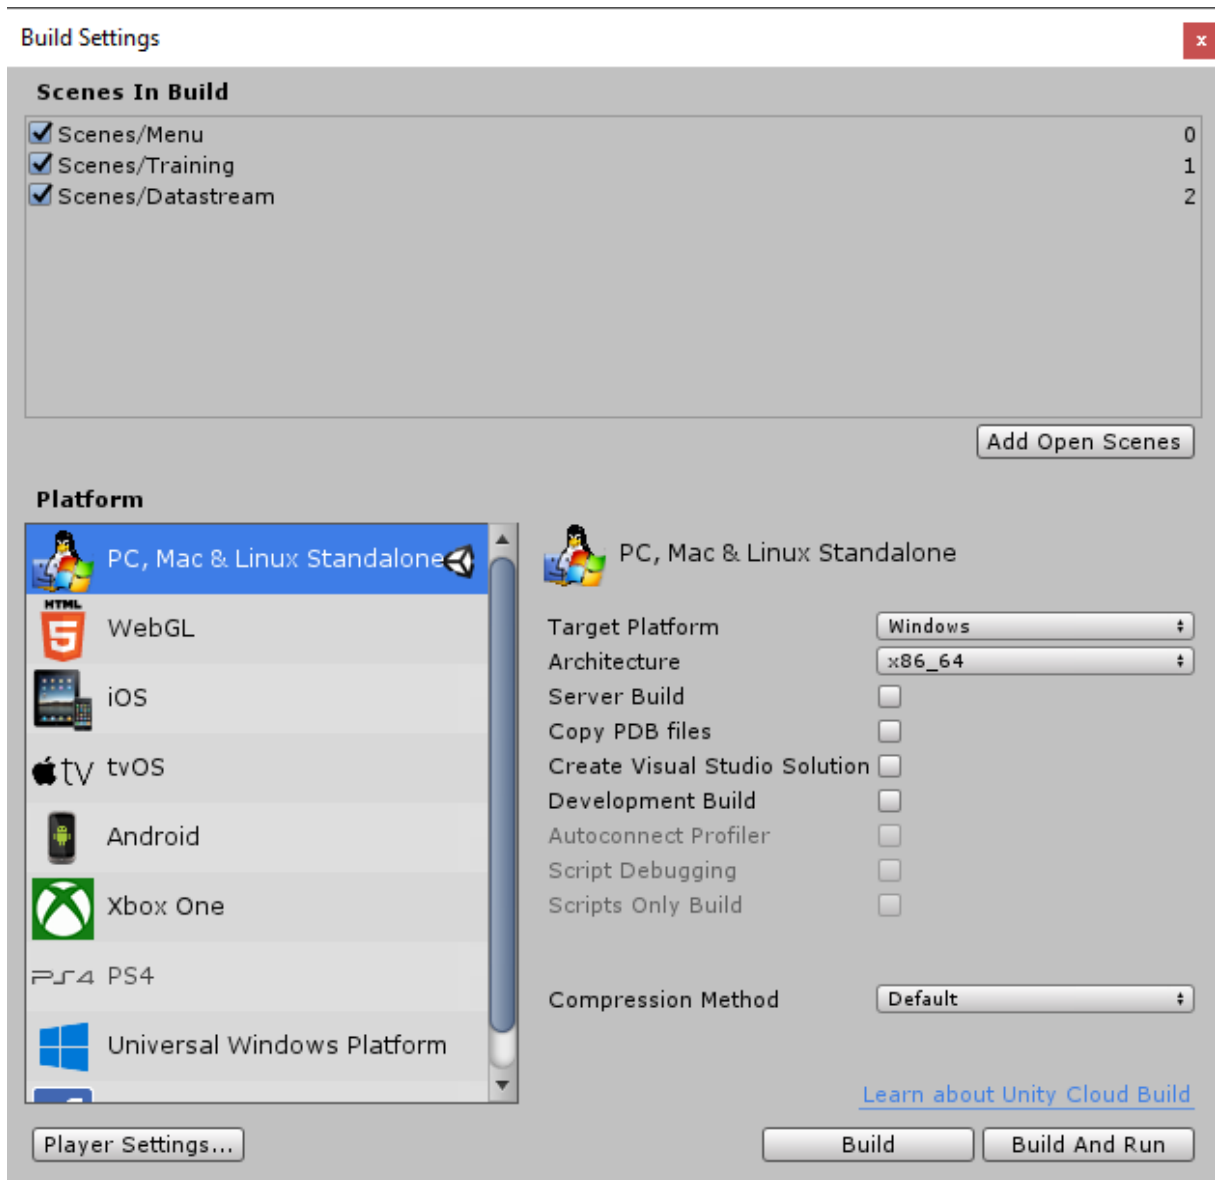 Build Settings
x
Scenes In Build
Scenes/Menu 0
Scenes/Training 1
Scenes/Datastream 2
Add Open Scenes
Platform
PC, Mac & Linux Standalone
HTML
5
WebGL
iOS
tv tvOS
Android
Xbox One
PS4 PS4
Universal Windows Platform
PC, Mac & Linux Standalone
Target Platform Windows
Architecture x86_64
Server Build
Copy PDB files
Create Visual Studio Solution
Development Build
Autoconnect Profiler
Script Debugging
Scripts Only Build
Compression Method Default
Learn about Unity Cloud Build
Player Settings...
Build
Build And Run